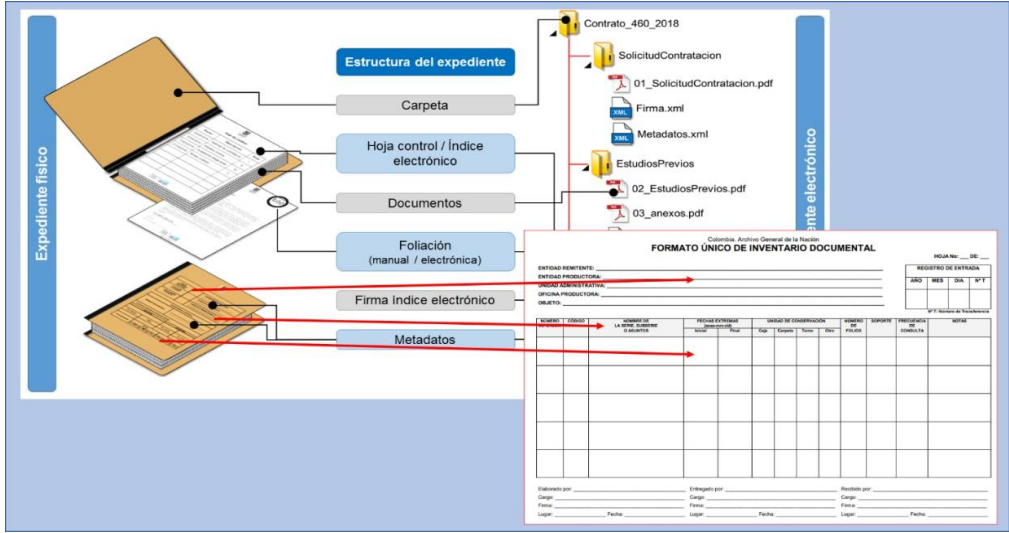 Expediente físico
Estructura del expediente
Carpeta
Hoja control / Índice
electrónico
Documentos
Foliación
(manual / electrónica)
Firma índice electrónico
Metadatos
Contrato_460_2018
SolicitudContratacion
01_SolicitudContratacion.pdf
Firma.xml
Metadatos.xml
EstudiosPrevios
02_EstudiosPrevios.pdf
03_anexos.pdf
nte electrónico
Colombia. Archivo General de la Nación
FORMATO ÚNICO DE INVENTARIO DOCUMENTAL
HOJA No: ___ DE: ___
ENTIDAD REMITENTE:
ENTIDAD PRODUCTORA:
UNIDAD ADMINISTRATIVA:
OFICINA PRODUCTORA:
OBJETO:
REGISTRO DE ENTRADA
AÑO MES DIA N° T
N° T: Número de Transferencia
NÚMERO
CÓDIGO
NOMBRE DE
LA SERIE, SUBSERIE
O ASUNTOS
FECHAS EXTREMAS
Inicial Final
UNIDAD DE CONSERVACIÓN
Caja Carpeta Tomo Otro
NÚMERO
DE
FOLIOS
SOPORTE
FRECUENCIA
DE
CONSULTA
NOTAS
Elaborado por: Entregado por: Recibido por:
Cargo: Cargo: Cargo:
Firma: Firma: Firma:
Lugar: Fecha: Lugar: Fecha: Lugar: Fecha: